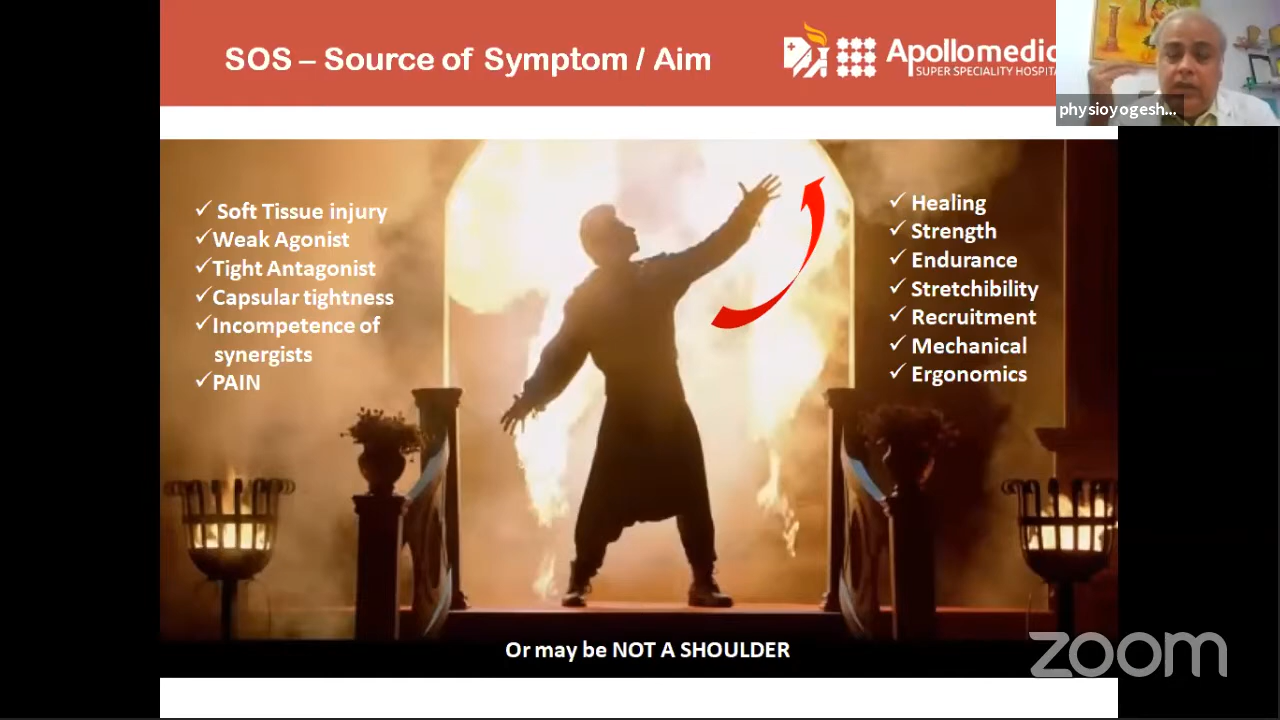 SOS – Source of Symptom / Aim
Apollomedic
SUPER SPECIALITY HOSPITA
physioyogesh...
✓ Soft Tissue injury
✓Weak Agonist
✓Tight Antagonist
✓Capsular tightness
✓Incompetence of
synergists
✓PAIN
✓ Healing
✓ Strength
✓ Endurance
✓ Stretchibility
✓ Recruitment
✓ Mechanical
✓ Ergonomics
Or may be NOT A SHOULDER
zoom